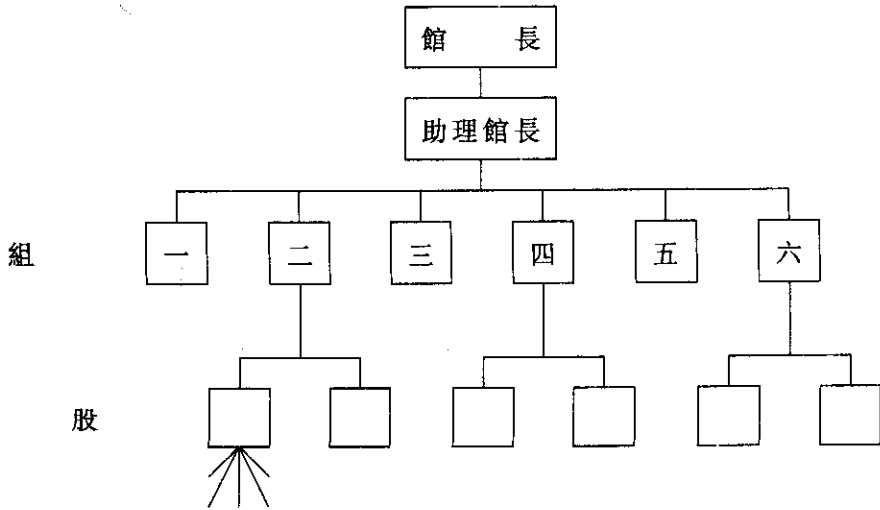 館長
助理館長
組 一 二 三 四 五 六
股